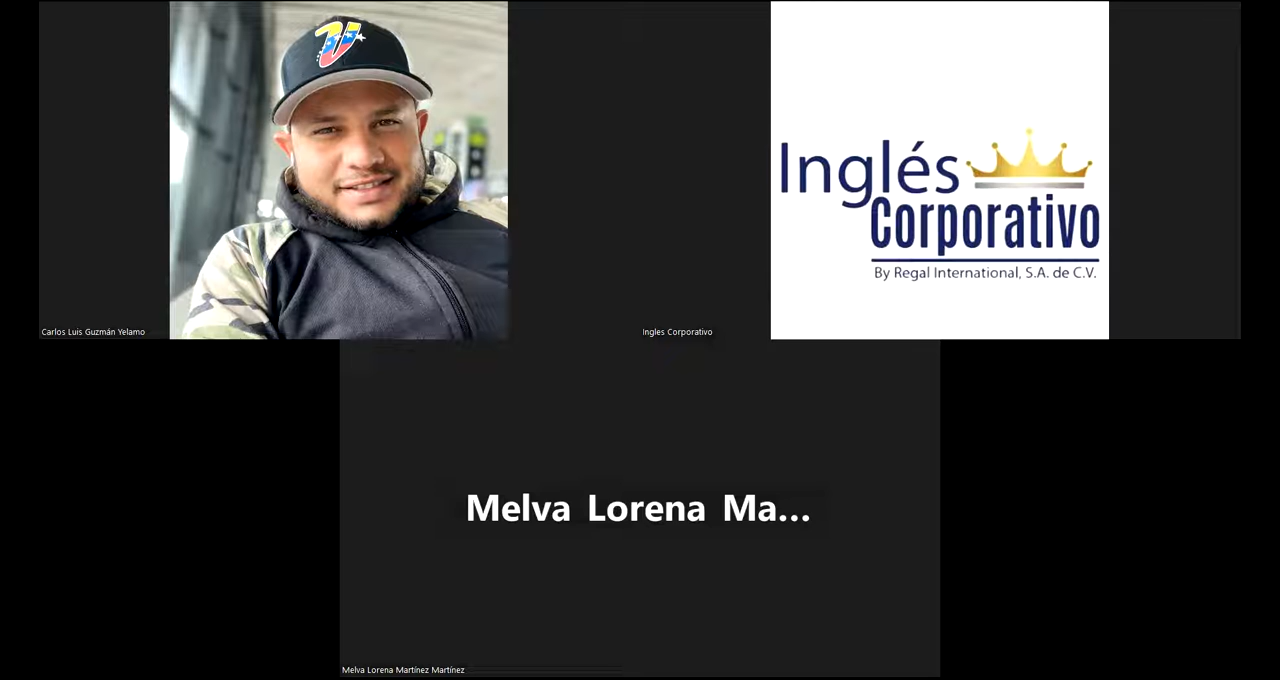 Carlos Luis Guzmán Yelamo
Inglés
Corporativo
By Regal International, S.A. de C.V.
Ingles Corporativo
Melva Lorena Ma...
Melva Lorena Martínez Martínez